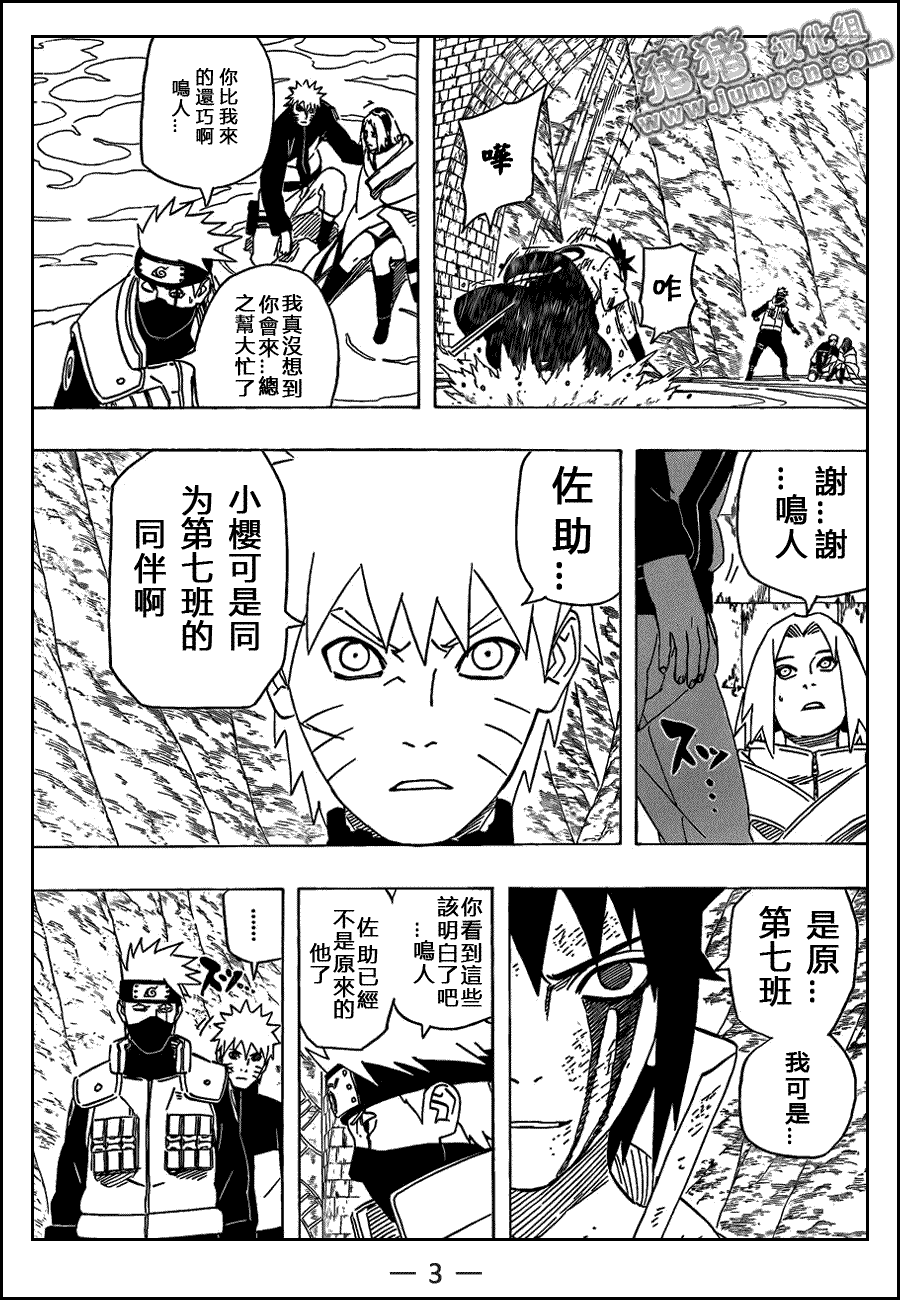 猪猪汉化组
www.jumpcn.com
嘩
咋
你比我來
的還巧啊
鳴人…
我真沒想到
你會來…總
之幫大忙了
謝…謝
…鳴人
スッ…
佐助…
小櫻可是同
为第七班的
同伴啊
是原…
第七班
我可是…
你看到這些
該明白了吧
…鳴人
佐助已經
不是原來的
他了
……
スッ…
— 3 —